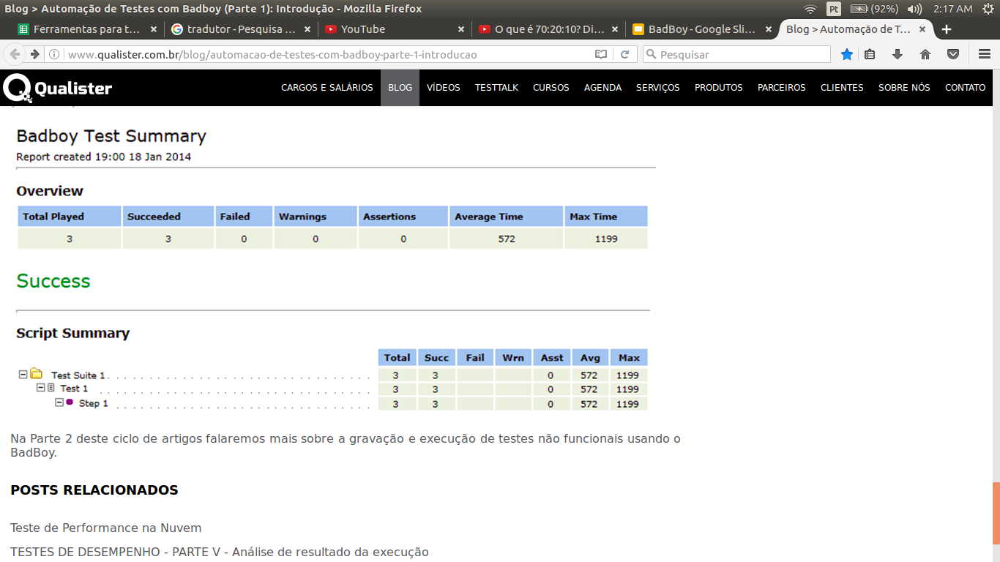 Blog > Automação de Testes com Badboy (Parte 1): Introdução - Mozilla Firefox Pt (92%) 2:17 AM
Ferramentas para t... × tradutor - Pesquisa ... × YouTube × O que é 70:20:10? Di... × BadBoy - Google Sli... × Blog > Automação de T... × +
www.qualister.com.br/blog/automacao-de-testes-com-badboy-parte-1-introducao Pesquisar
Qualister CARGOS E SALÁRIOS BLOG VÍDEOS TESTTALK CURSOS AGENDA SERVIÇOS PRODUTOS PARCEIROS CLIENTES SOBRE NÓS CONTATO
Badboy Test Summary
Report created 19:00 18 Jan 2014
Overview
Total Played Succeeded Failed Warnings Assertions Average Time Max Time
3 3 0 0 0 572 1199
Success
Script Summary
Total Succ Fail Wrn Asst Avg Max
Test Suite 1 3 3 0 572 1199
Test 1 3 3 0 572 1199
Step 1 3 3 0 572 1199
Na Parte 2 deste ciclo de artigos falaremos mais sobre a gravação e execução de testes não funcionais usando o
BadBoy.
POSTS RELACIONADOS
Teste de Performance na Nuvem
TESTES DE DESEMPENHO - PARTE V - Análise de resultado da execução